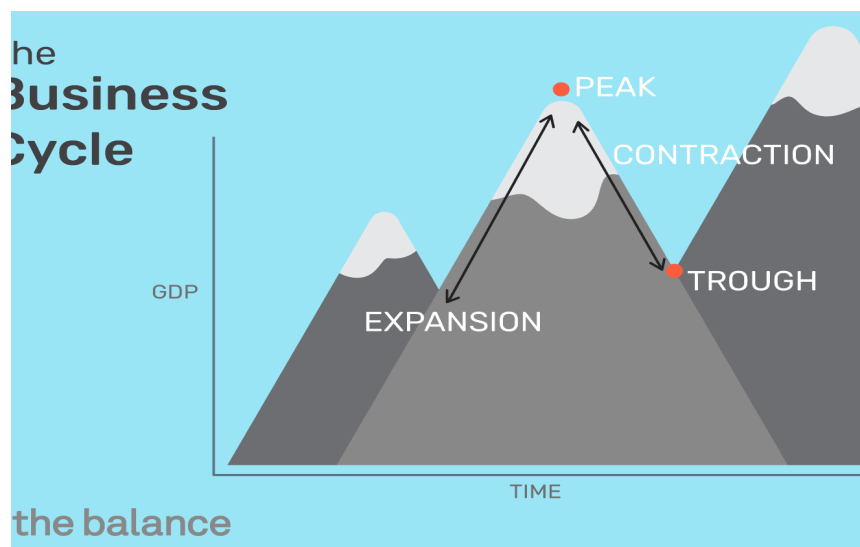 he
Business
Cycle
PEAK
CONTRACTION
GDP
TROUGH
EXPANSION
TIME
the balance